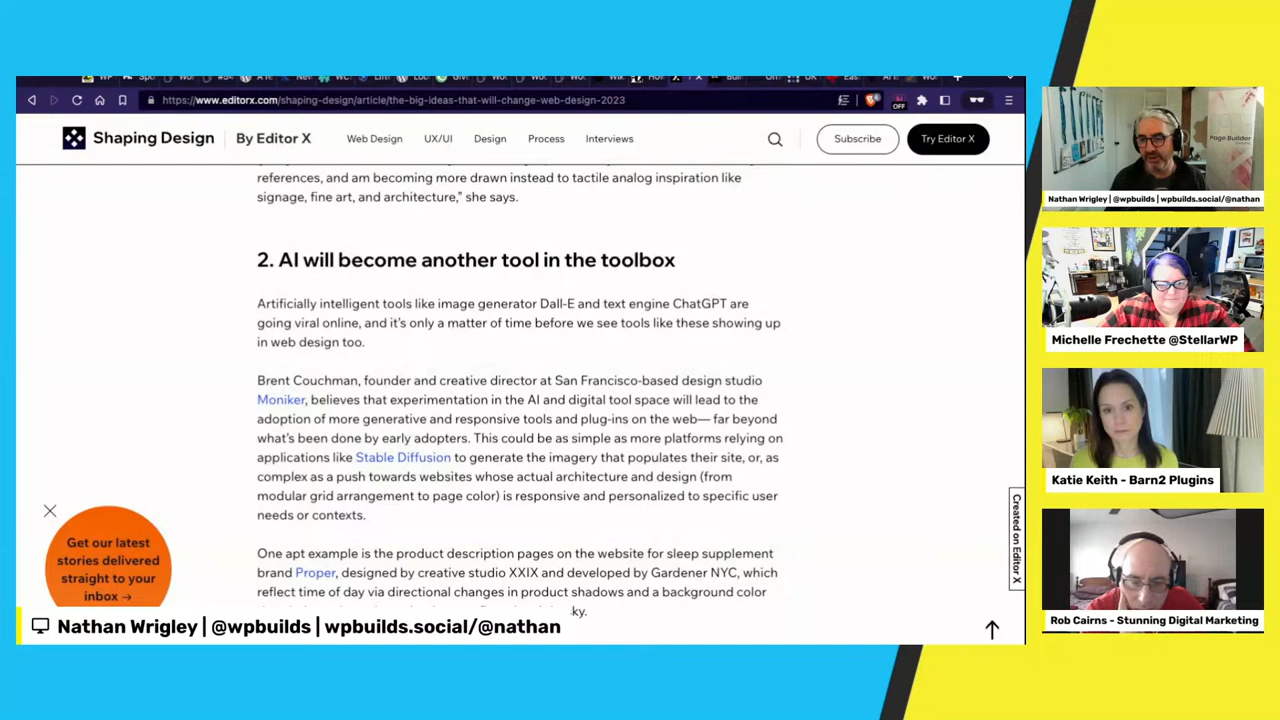 https://www.editorx.com/shaping-design/article/the-big-ideas-that-will-change-web-design-2023
OFF
Shaping Design
By Editor X
Web Design
UX/UI
Design
Process
Interviews
Subscribe
Try Editor X
references, and am becoming more drawn instead to tactile analog inspiration like
signage, fine art, and architecture,” she says.
2. AI will become another tool in the toolbox
Artificially intelligent tools like image generator Dall-E and text engine ChatGPT are
going viral online, and it’s only a matter of time before we see tools like these showing up
in web design too.
Brent Couchman, founder and creative director at San Francisco-based design studio
Moniker, believes that experimentation in the AI and digital tool space will lead to the
adoption of more generative and responsive tools and plug-ins on the web— far beyond
what’s been done by early adopters. This could be as simple as more platforms relying on
applications like Stable Diffusion to generate the imagery that populates their site, or, as
complex as a push towards websites whose actual architecture and design (from
modular grid arrangement to page color) is responsive and personalized to specific user
needs or contexts.
One apt example is the product description pages on the website for sleep supplement
brand Proper, designed by creative studio XXIX and developed by Gardener NYC, which
reflect time of day via directional changes in product shadows and a background color
sky.
Get our latest
stories delivered
straight to your
inbox →
Created on Editor X
Nathan Wrigley | @wpbuilds | wpbuilds.social/@nathan
Page Builder
Nathan Wrigley | @wpbuilds | wpbuilds.social/@nathan
Michelle Frechette @StellarWP
Katie Keith - Barn2 Plugins
Rob Cairns - Stunning Digital Marketing